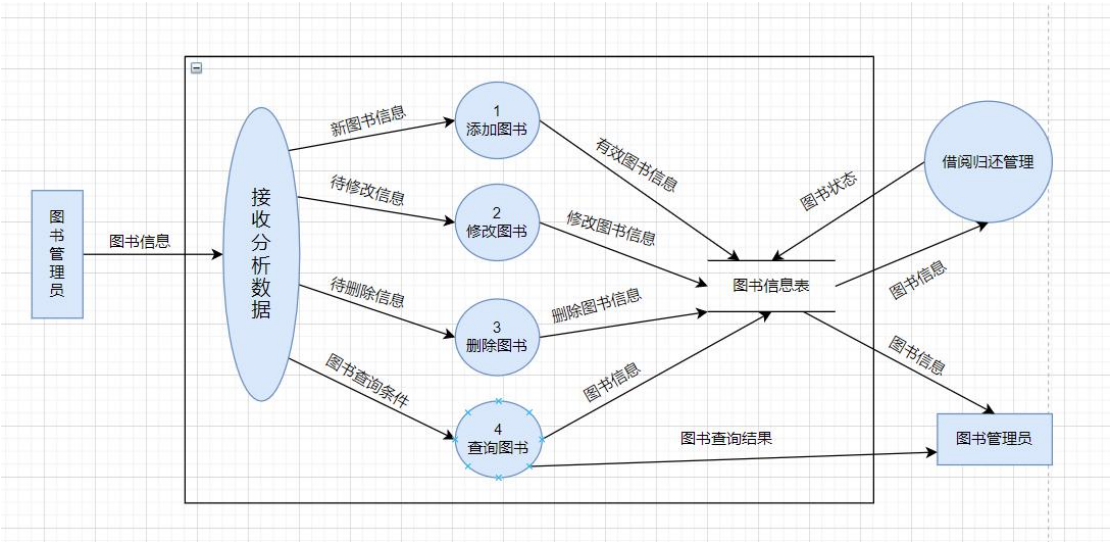 图书管理员
图书信息
接收分析数据
新图书信息
待修改信息
待删除信息
图书查询条件
1
添加图书
2
修改图书
3
删除图书
4
查询图书
有效图书信息
修改图书信息
删除图书信息
图书信息
图书查询结果
图书信息表
图书状态
借阅归还管理
图书信息
图书信息
图书管理员